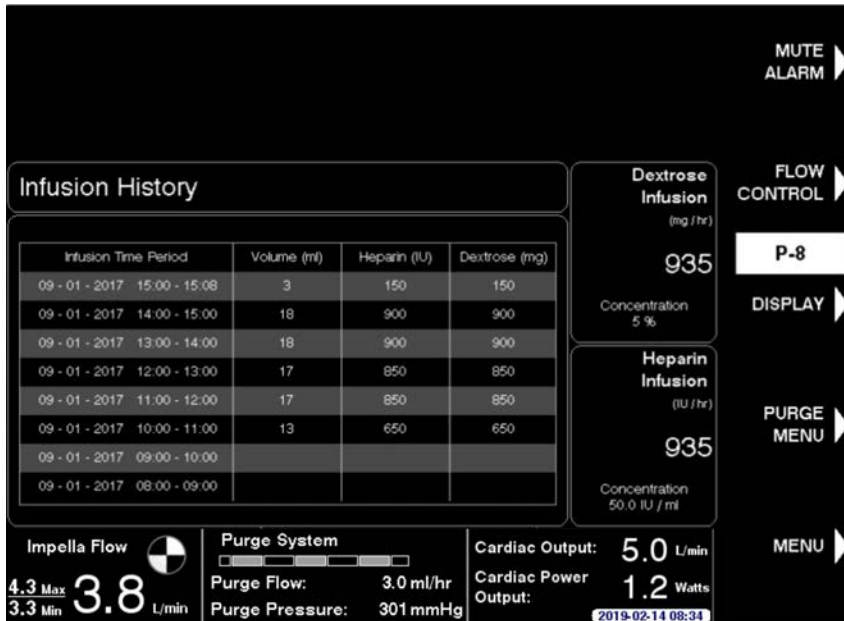 MUTE
ALARM
Infusion History
Infusion Time Period Volume (ml) Heparin (IU) Dextrose (mg)
09 - 01 - 2017 15:00 - 15:08 3 150 150
09 - 01 - 2017 14:00 - 15:00 18 900 900
09 - 01 - 2017 13:00 - 14:00 18 900 900
09 - 01 - 2017 12:00 - 13:00 17 850 850
09 - 01 - 2017 11:00 - 12:00 17 850 850
09 - 01 - 2017 10:00 - 11:00 13 650 650
09 - 01 - 2017 09:00 - 10:00
09 - 01 - 2017 08:00 - 09:00
Dextrose
Infusion
(mg / hr)
935
Concentration
5 %
Heparin
Infusion
(IU / hr)
935
Concentration
50.0 IU / ml
FLOW
CONTROL
P-8
DISPLAY
PURGE
MENU
MENU
Impella Flow
4.3 Max
3.3 Min
3.8 L/min
Purge System
Purge Flow: 3.0 ml/hr
Purge Pressure: 301 mmHg
Cardiac Output: 5.0 L/min
Cardiac Power
Output: 1.2 Watts
2019-02-14 08:34